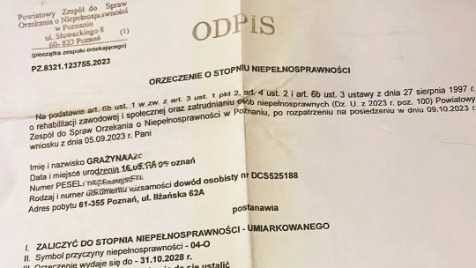 Powiatowy Zespół do Spraw
Orzekania o Niepełnosprawności
w Poznaniu
ul. Słowackiego 8
60-823 Poznań
(1)
(pieczątka zespołu orzekającego)
ODPIS
PZ.8321.123755.2023
ORZECZENIE O STOPNIU NIEPEŁNOSPRAWNOŚCI
Na podstawie art. 6b ust. 1 w zw. z art. 3 ust. 1 pkt 2, art. 4 ust. 2 i art. 6b ust. 3 ustawy z dnia 27 sierpnia 1997 r.
o rehabilitacji zawodowej i społecznej oraz zatrudnianiu osób niepełnosprawnych (Dz. U. z 2023 r. poz. 100) Powiatowy
Zespół do Spraw Orzekania o Niepełnosprawności w Poznaniu, po rozpatrzeniu na posiedzeniu w dniu 09.10.2023 r.
wniosku z dnia 05.09.2023 r. Pani
Imię i nazwisko GRAŻYNA
Data i miejsce urodzenia Poznań
Numer PESEL
Rodzaj i numer dokumentu tożsamości dowód osobisty nr DCS525188
Adres pobytu 61-355 Poznań, ul. Ilżańska 62A
postanawia
I. ZALICZYĆ DO STOPNIA NIEPEŁNOSPRAWNOŚCI - UMIARKOWANEGO
II. Symbol przyczyny niepełnosprawności - 04-O
III. Orzeczenie wydaje się do - 31.10.2028 r.
da się ustalić